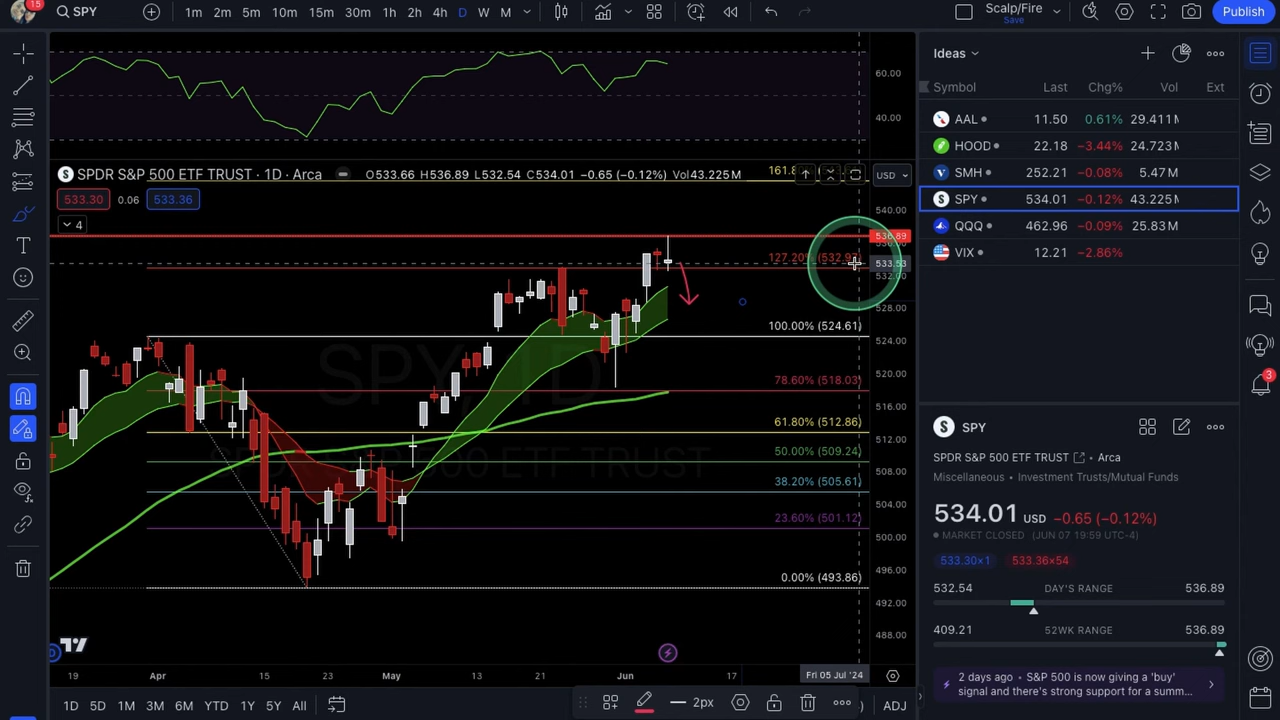 15
SPY
1m 2m 5m 10m 15m 30m 1h 2h 4h D W M
Scalp/Fire
Save
Publish
60.00
40.00
SPDR S&P 500 ETF TRUST · 1D · Arca
O533.66 H536.89 L532.54 C534.01 −0.65 (−0.12%) Vol43.225M
USD
533.30 0.06 533.36
4
540.00
536.89
127.20% (532.97)
533.53
532.00
528.00
100.00% (524.61)
524.00
520.00
78.60% (518.03)
516.00
61.80% (512.86)
512.00
50.00% (509.24)
508.00
38.20% (505.61)
504.00
23.60% (501.12)
500.00
496.00
0.00% (493.86)
492.00
488.00
SPY, 1D
SPDR S&P 500 ETF TRUST
19 Apr 15 23 May 13 21 Jun 17 Fri 05 Jul '24
1D 5D 1M 3M 6M YTD 1Y 5Y All
2px
ADJ
Ideas
Symbol Last Chg% Vol Ext
AAL 11.50 0.61% 29.411M
HOOD 22.18 −3.44% 24.723M
SMH 252.21 −0.08% 5.47M
SPY 534.01 −0.12% 43.225M
QQQ 462.96 −0.09% 25.83M
VIX 12.21 −2.86%
3
SPY
SPDR S&P 500 ETF TRUST • Arca
Miscellaneous • Investment Trusts/Mutual Funds
534.01 USD −0.65 (−0.12%)
MARKET CLOSED (JUN 07 19:59 UTC-4)
533.30×1 533.36×54
532.54 DAY'S RANGE 536.89
409.21 52WK RANGE 536.89
2 days ago • S&P 500 is now giving a 'buy'
signal and there's strong support for a summ...